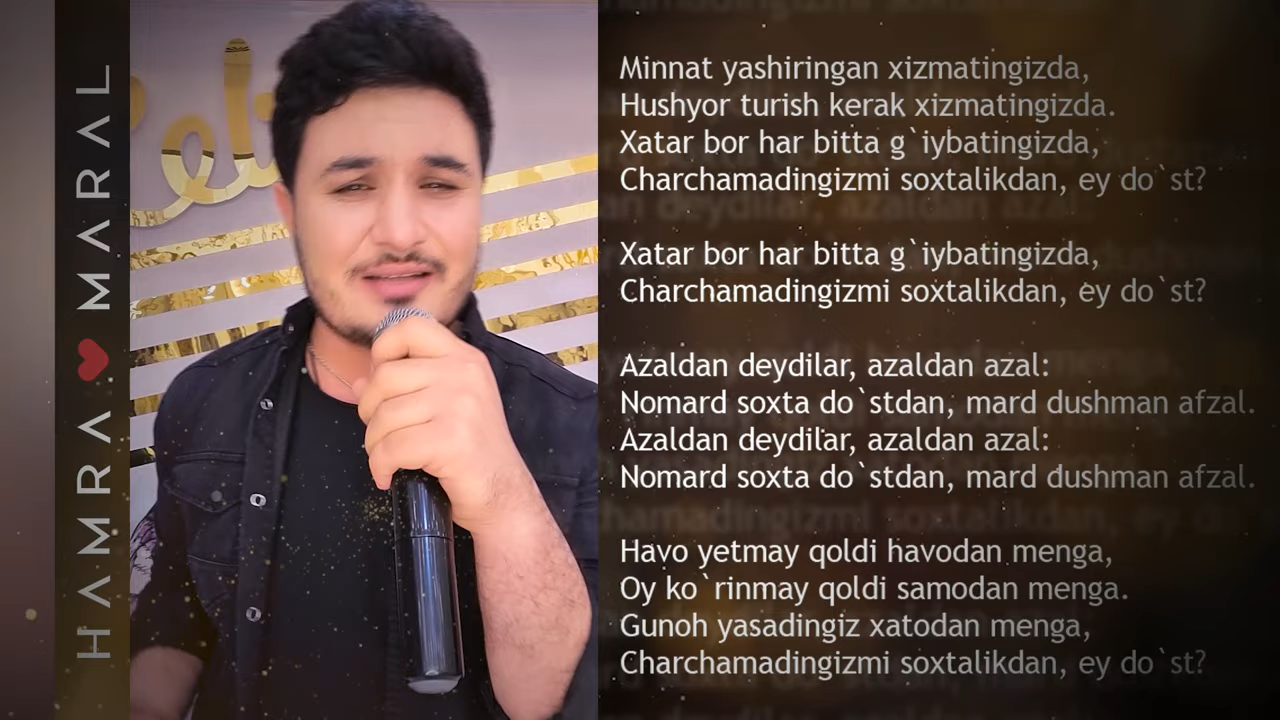 HAMRA MARAL
Minnat yashiringan xizmatingizda,
Hushyor turish kerak xizmatingizda.
Xatar bor har bitta g`iybatingizda,
Charchamadingizmi soxtalikdan, ey do`st?
Xatar bor har bitta g`iybatingizda,
Charchamadingizmi soxtalikdan, ey do`st?
Azaldan deydilar, azaldan azal:
Nomard soxta do`stdan, mard dushman afzal.
Azaldan deydilar, azaldan azal:
Nomard soxta do`stdan, mard dushman afzal.
Havo yetmay qoldi havodan menga,
Oy ko`rinmay qoldi samodan menga.
Gunoh yasadingiz xatodan menga,
Charchamadingizmi soxtalikdan, ey do`st?